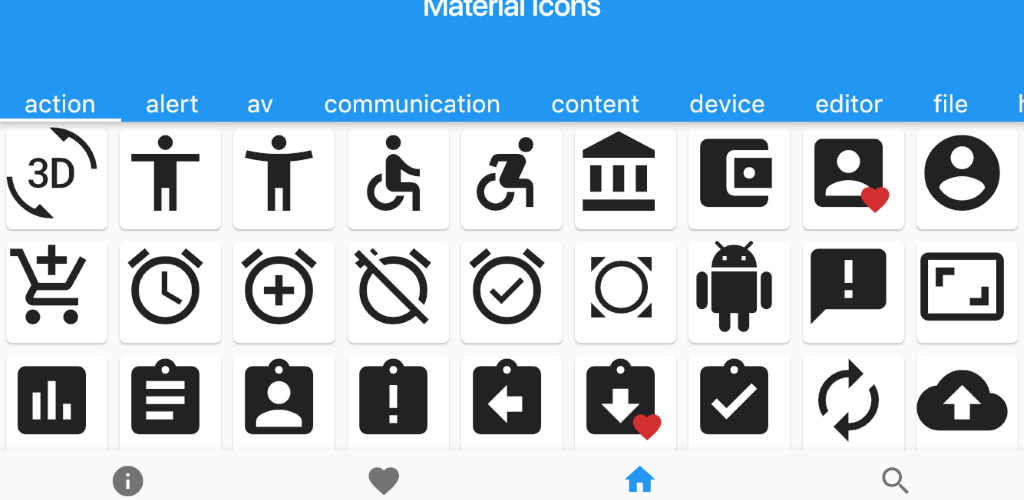 Material Icons
action alert av communication content device editor file
3D